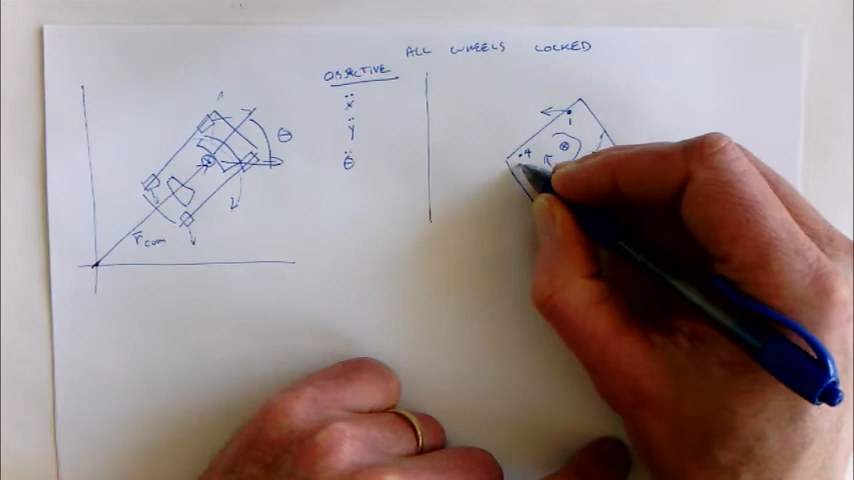 ALL WHEELS LOCKED
OBJECTIVE
ẍ
ÿ
θ̈
θ
r̄com
1
4